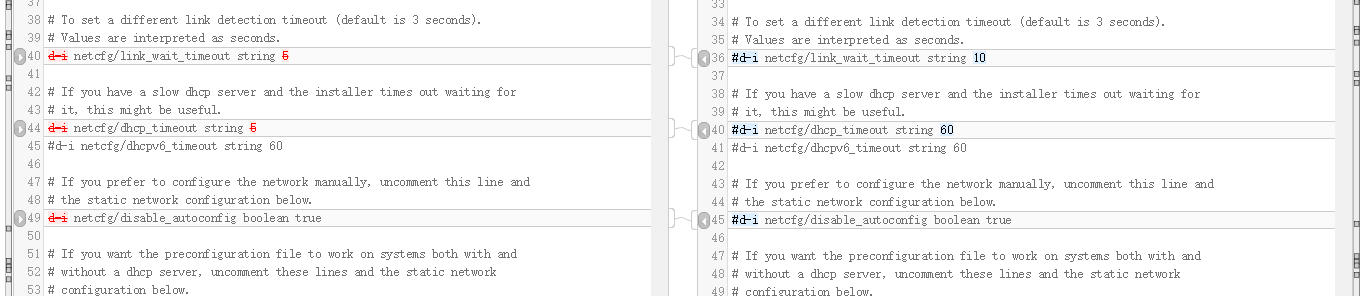 37
38 # To set a different link detection timeout (default is 3 seconds).
39 # Values are interpreted as seconds.
40 d-i netcfg/link_wait_timeout string 5
41
42 # If you have a slow dhcp server and the installer times out waiting for
43 # it, this might be useful.
44 d-i netcfg/dhcp_timeout string 5
45 #d-i netcfg/dhcpv6_timeout string 60
46
47 # If you prefer to configure the network manually, uncomment this line and
48 # the static network configuration below.
49 d-i netcfg/disable_autoconfig boolean true
50
51 # If you want the preconfiguration file to work on systems both with and
52 # without a dhcp server, uncomment these lines and the static network
53 # configuration below.
33
34 # To set a different link detection timeout (default is 3 seconds).
35 # Values are interpreted as seconds.
36 #d-i netcfg/link_wait_timeout string 10
37
38 # If you have a slow dhcp server and the installer times out waiting for
39 # it, this might be useful.
40 #d-i netcfg/dhcp_timeout string 60
41 #d-i netcfg/dhcpv6_timeout string 60
42
43 # If you prefer to configure the network manually, uncomment this line and
44 # the static network configuration below.
45 #d-i netcfg/disable_autoconfig boolean true
46
47 # If you want the preconfiguration file to work on systems both with and
48 # without a dhcp server, uncomment these lines and the static network
49 # configuration below.